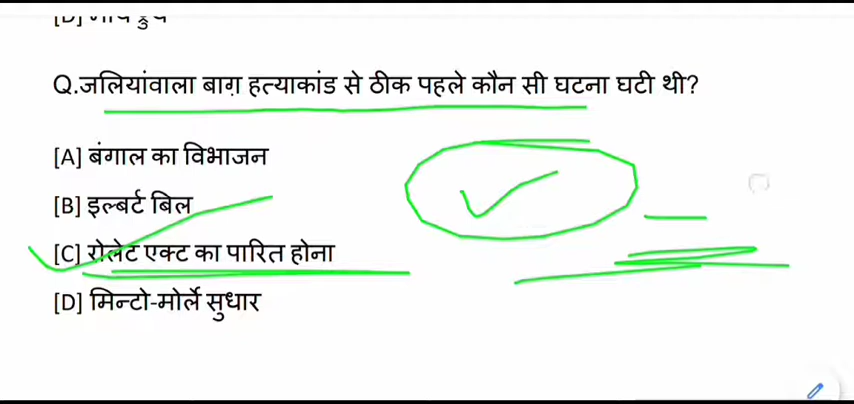 Q.जलियांवाला बाग़ हत्याकांड से ठीक पहले कौन सी घटना घटी थी?
[A] बंगाल का विभाजन
[B] इल्बर्ट बिल
[C] रोलेट एक्ट का पारित होना
[D] मिन्टो-मोर्ले सुधार